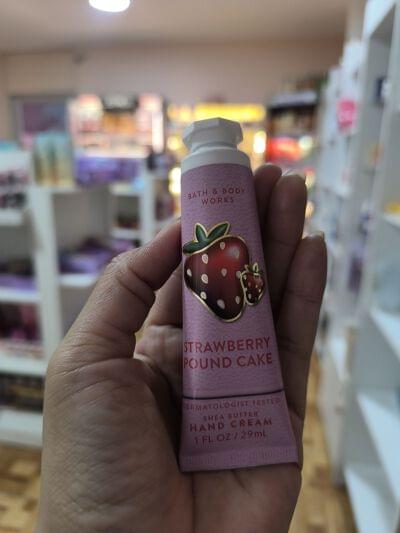 BATH & BODY
WORKS
STRAWBERRY
POUND CAKE
DERMATOLOGIST TESTED
SHEA BUTTER
HAND CREAM
1 FL OZ / 29mL